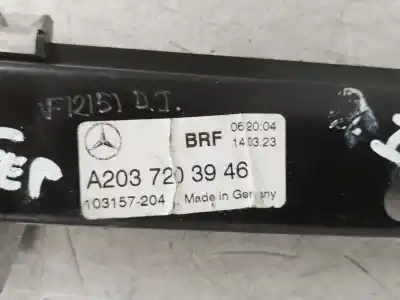 VF12151 D.I.
BRF
06:20:04
14.03.23
A203 720 39 46
103157-204 Made in Germany